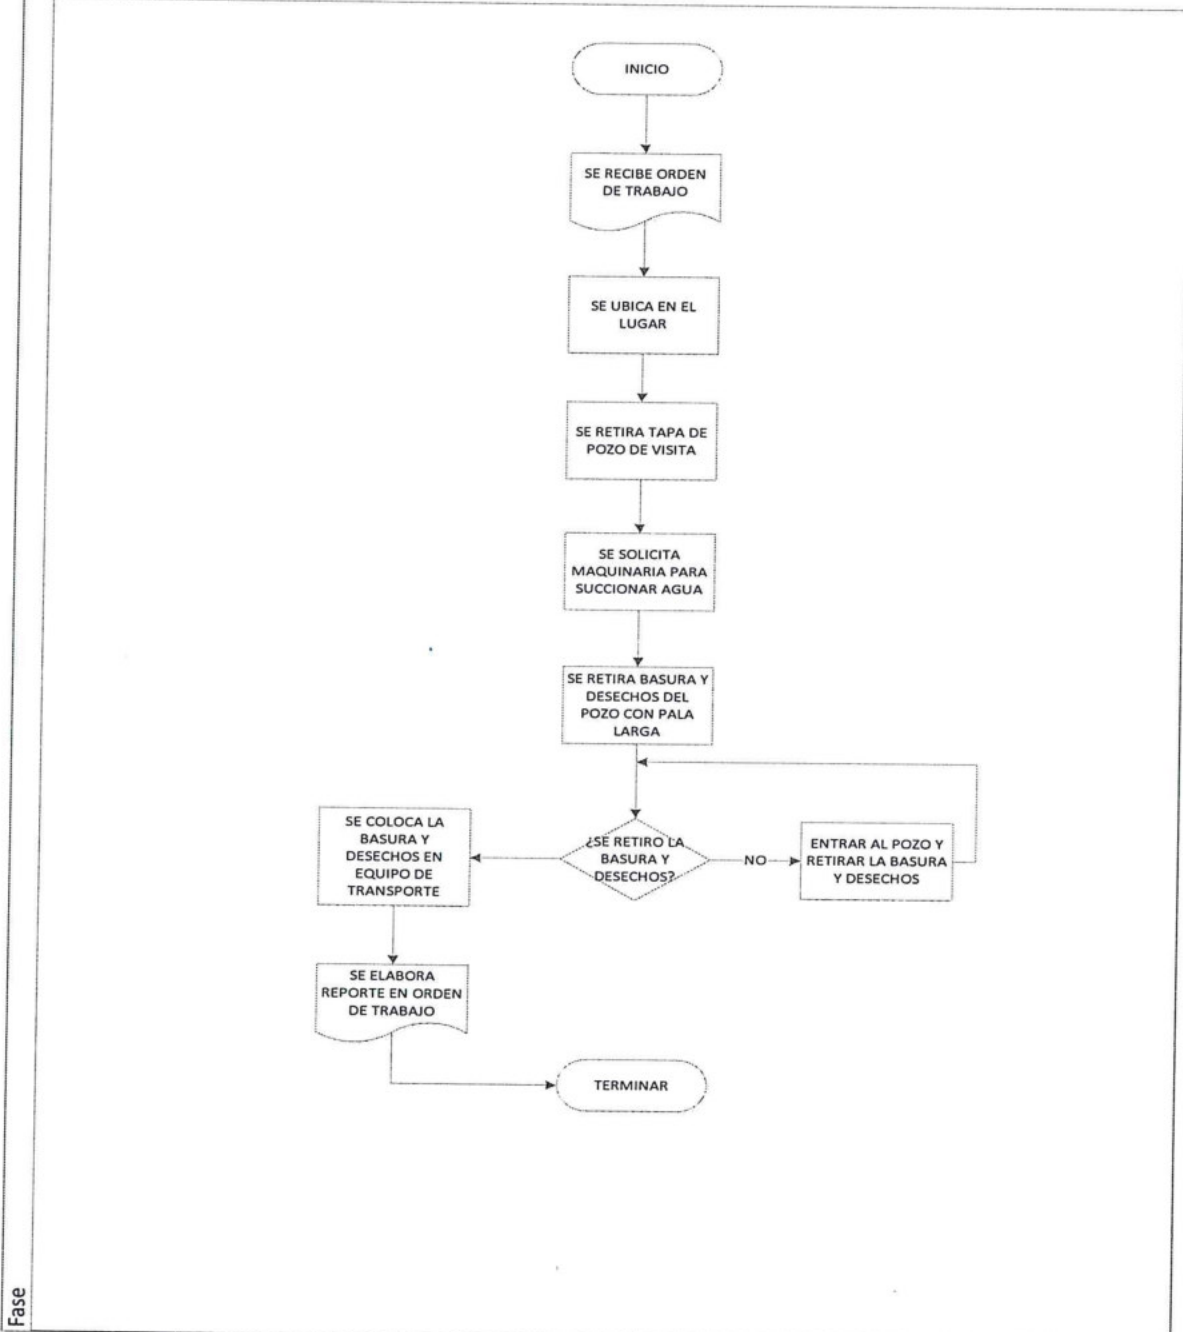 INICIO
SE RECIBE ORDEN
DE TRABAJO
SE UBICA EN EL
LUGAR
SE RETIRA TAPA DE
POZO DE VISITA
SE SOLICITA
MAQUINARIA PARA
SUCCIONAR AGUA
SE RETIRA BASURA Y
DESECHOS DEL
POZO CON PALA
LARGA
¿SE RETIRO LA
BASURA Y
DESECHOS?
NO
ENTRAR AL POZO Y
RETIRAR LA BASURA
Y DESECHOS
SE COLOCA LA
BASURA Y
DESECHOS EN
EQUIPO DE
TRANSPORTE
SE ELABORA
REPORTE EN ORDEN
DE TRABAJO
TERMINAR
Fase